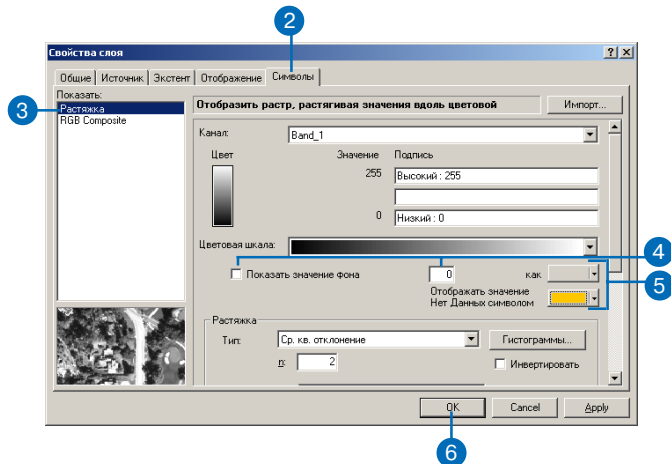 2
Свойства слоя
Общие Источник Экстент Отображение Символы
Показать:
3
Растяжка
RGB Composite
Отобразить растр, растягивая значения вдоль цветовой
Импорт...
Канал:
Band_1
Цвет Значение Подпись
255 Высокий : 255
0 Низкий : 0
Цветовая шкала:
4
Показать значение фона 0 как
5
Отображать значение
Нет Данных символом
Растяжка
Тип: Ср. кв. отклонение Гистограммы...
n: 2 Инвертировать
OK Cancel Apply
6